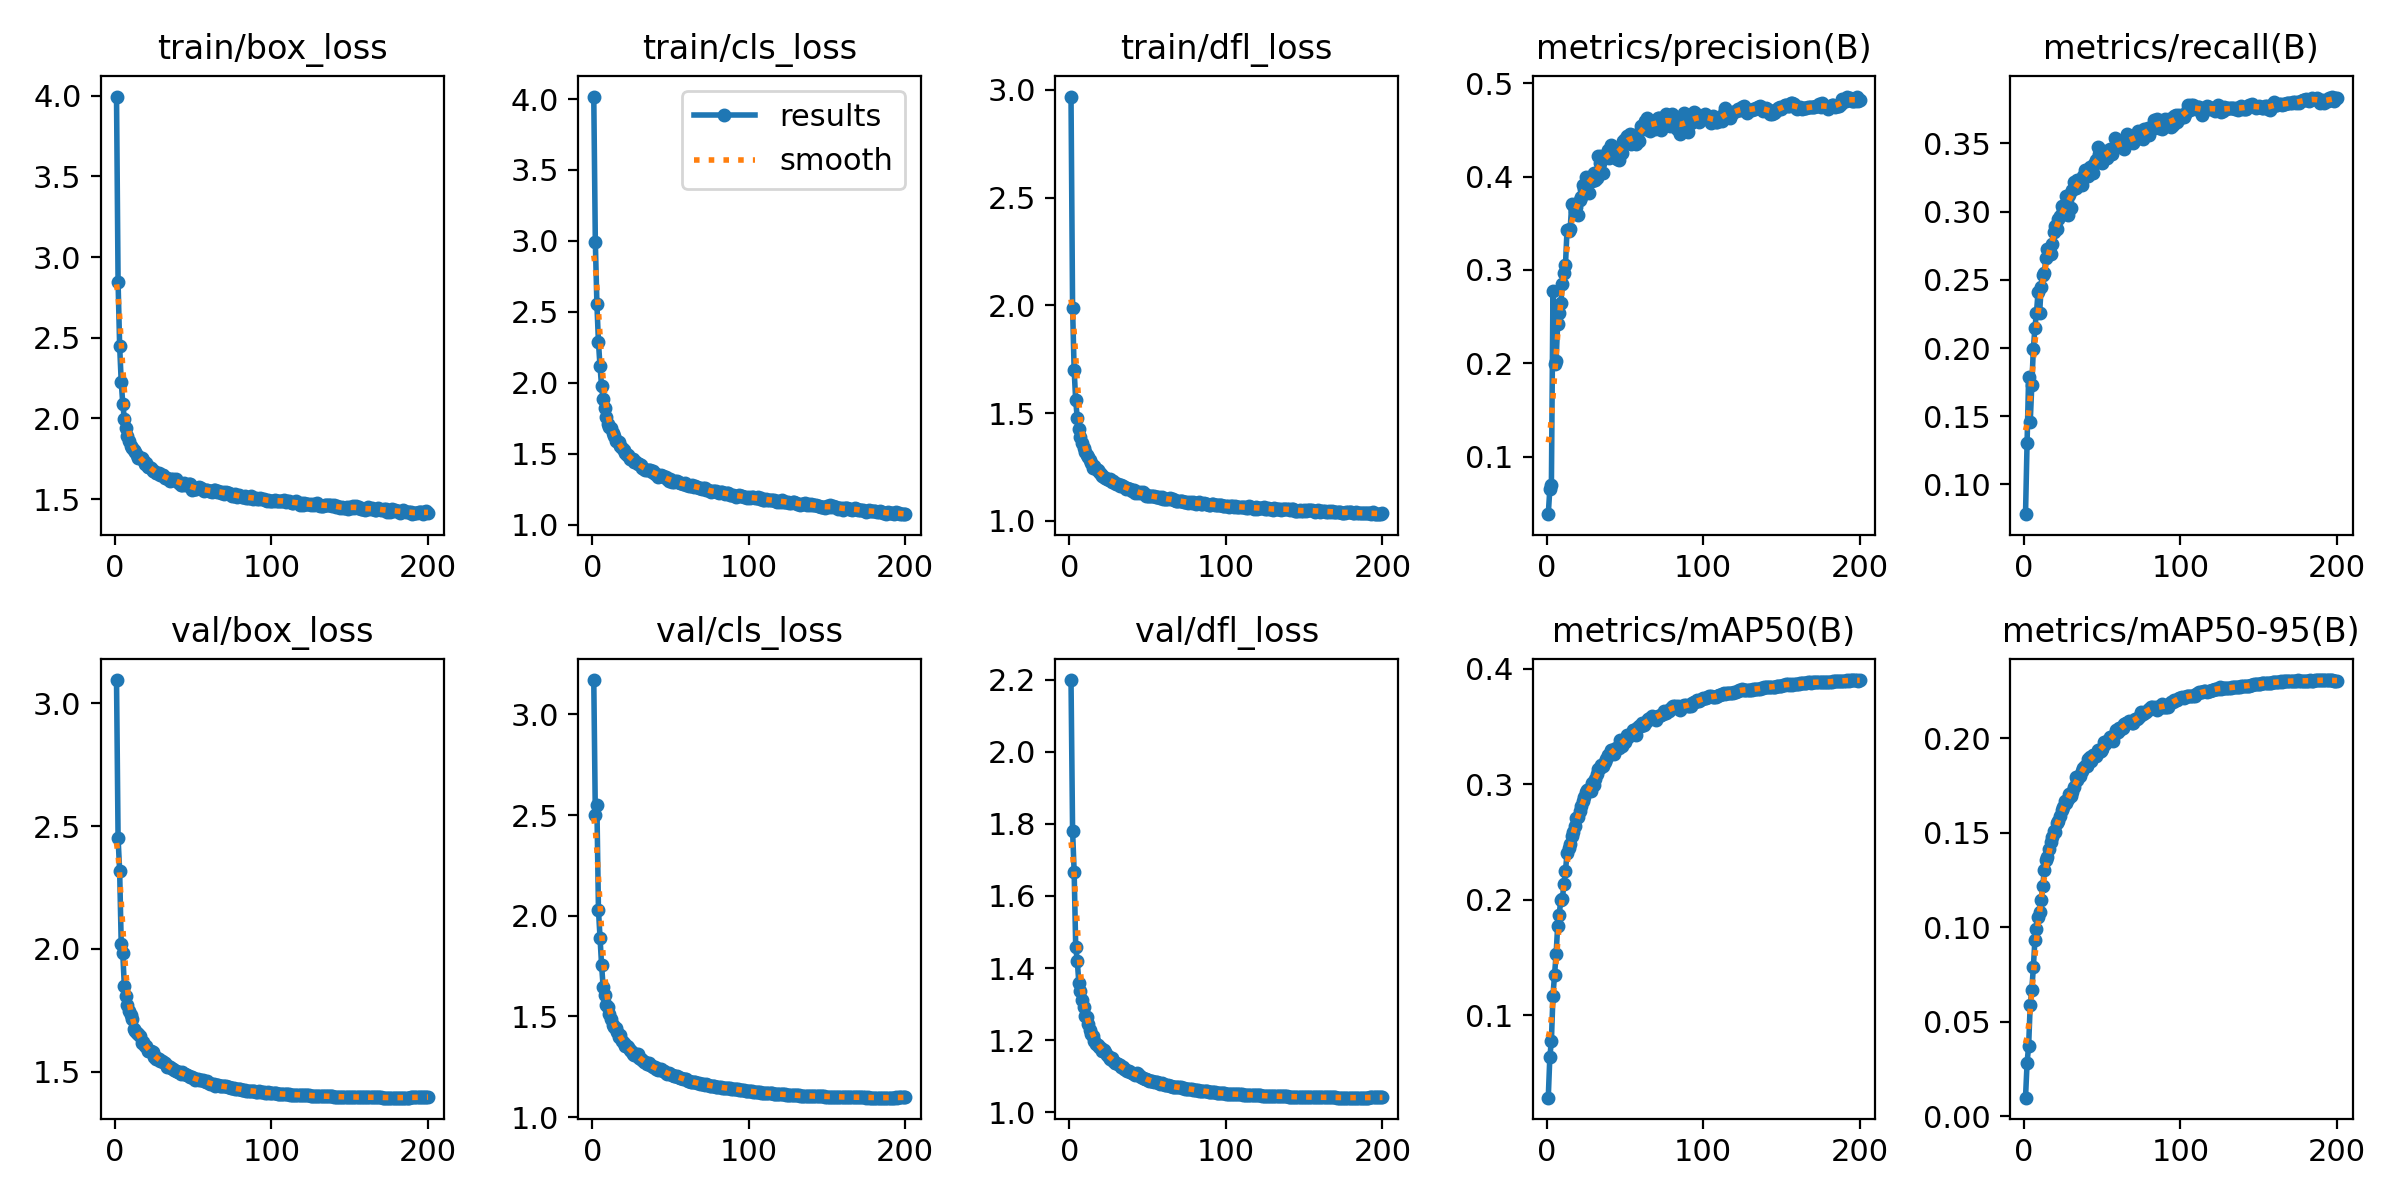 train/box_loss
4.0
3.5
3.0
2.5
2.0
1.5
0 100 200
train/cls_loss
results
smooth
4.0
3.5
3.0
2.5
2.0
1.5
1.0
0 100 200
train/dfl_loss
3.0
2.5
2.0
1.5
1.0
0 100 200
metrics/precision(B)
0.5
0.4
0.3
0.2
0.1
0 100 200
metrics/recall(B)
0.35
0.30
0.25
0.20
0.15
0.10
0 100 200
val/box_loss
3.0
2.5
2.0
1.5
0 100 200
val/cls_loss
3.0
2.5
2.0
1.5
1.0
0 100 200
val/dfl_loss
2.2
2.0
1.8
1.6
1.4
1.2
1.0
0 100 200
metrics/mAP50(B)
0.4
0.3
0.2
0.1
0 100 200
metrics/mAP50-95(B)
0.20
0.15
0.10
0.05
0.00
0 100 200